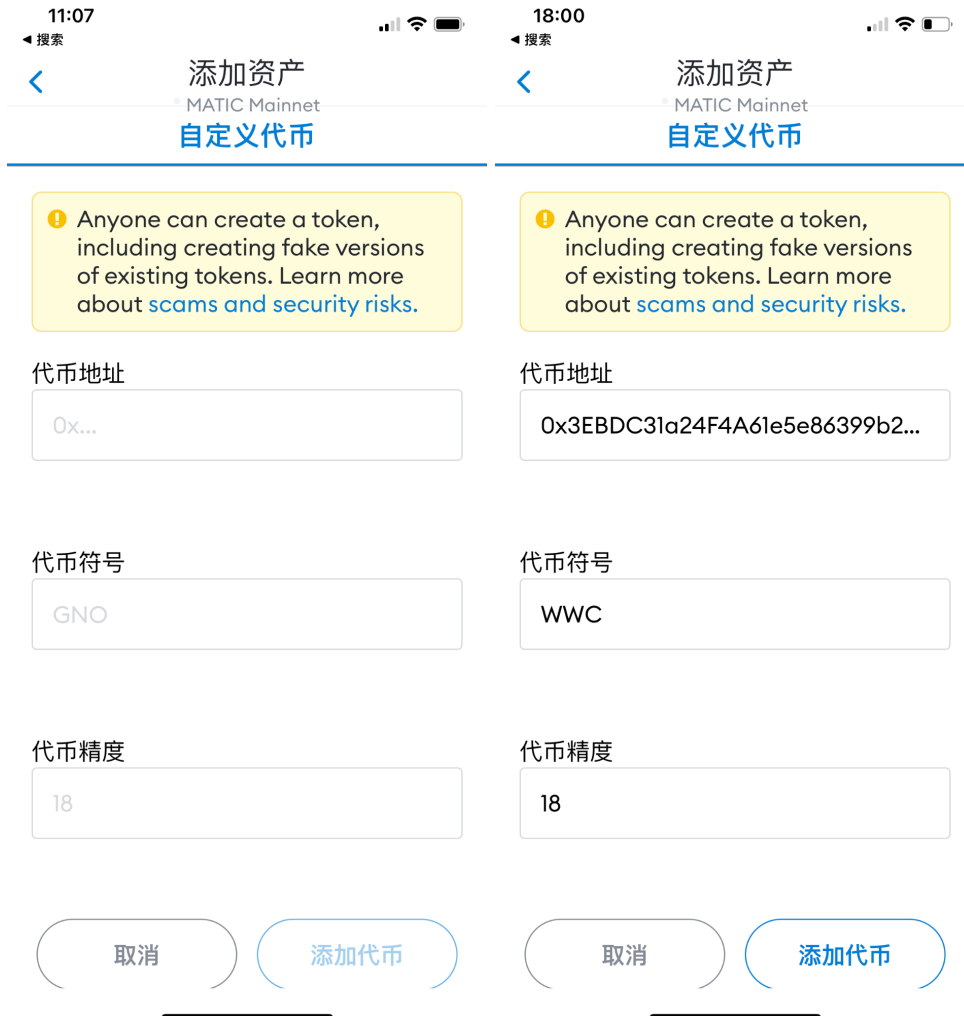 11:07
◀ 搜索
添加资产
MATIC Mainnet
自定义代币
Anyone can create a token,
including creating fake versions
of existing tokens. Learn more
about scams and security risks.
代币地址
0x...
代币符号
GNO
代币精度
18
取消
添加代币
18:00
◀ 搜索
添加资产
MATIC Mainnet
自定义代币
Anyone can create a token,
including creating fake versions
of existing tokens. Learn more
about scams and security risks.
代币地址
0x3EBDC31a24F4A61e5e86399b2...
代币符号
WWC
代币精度
18
取消
添加代币